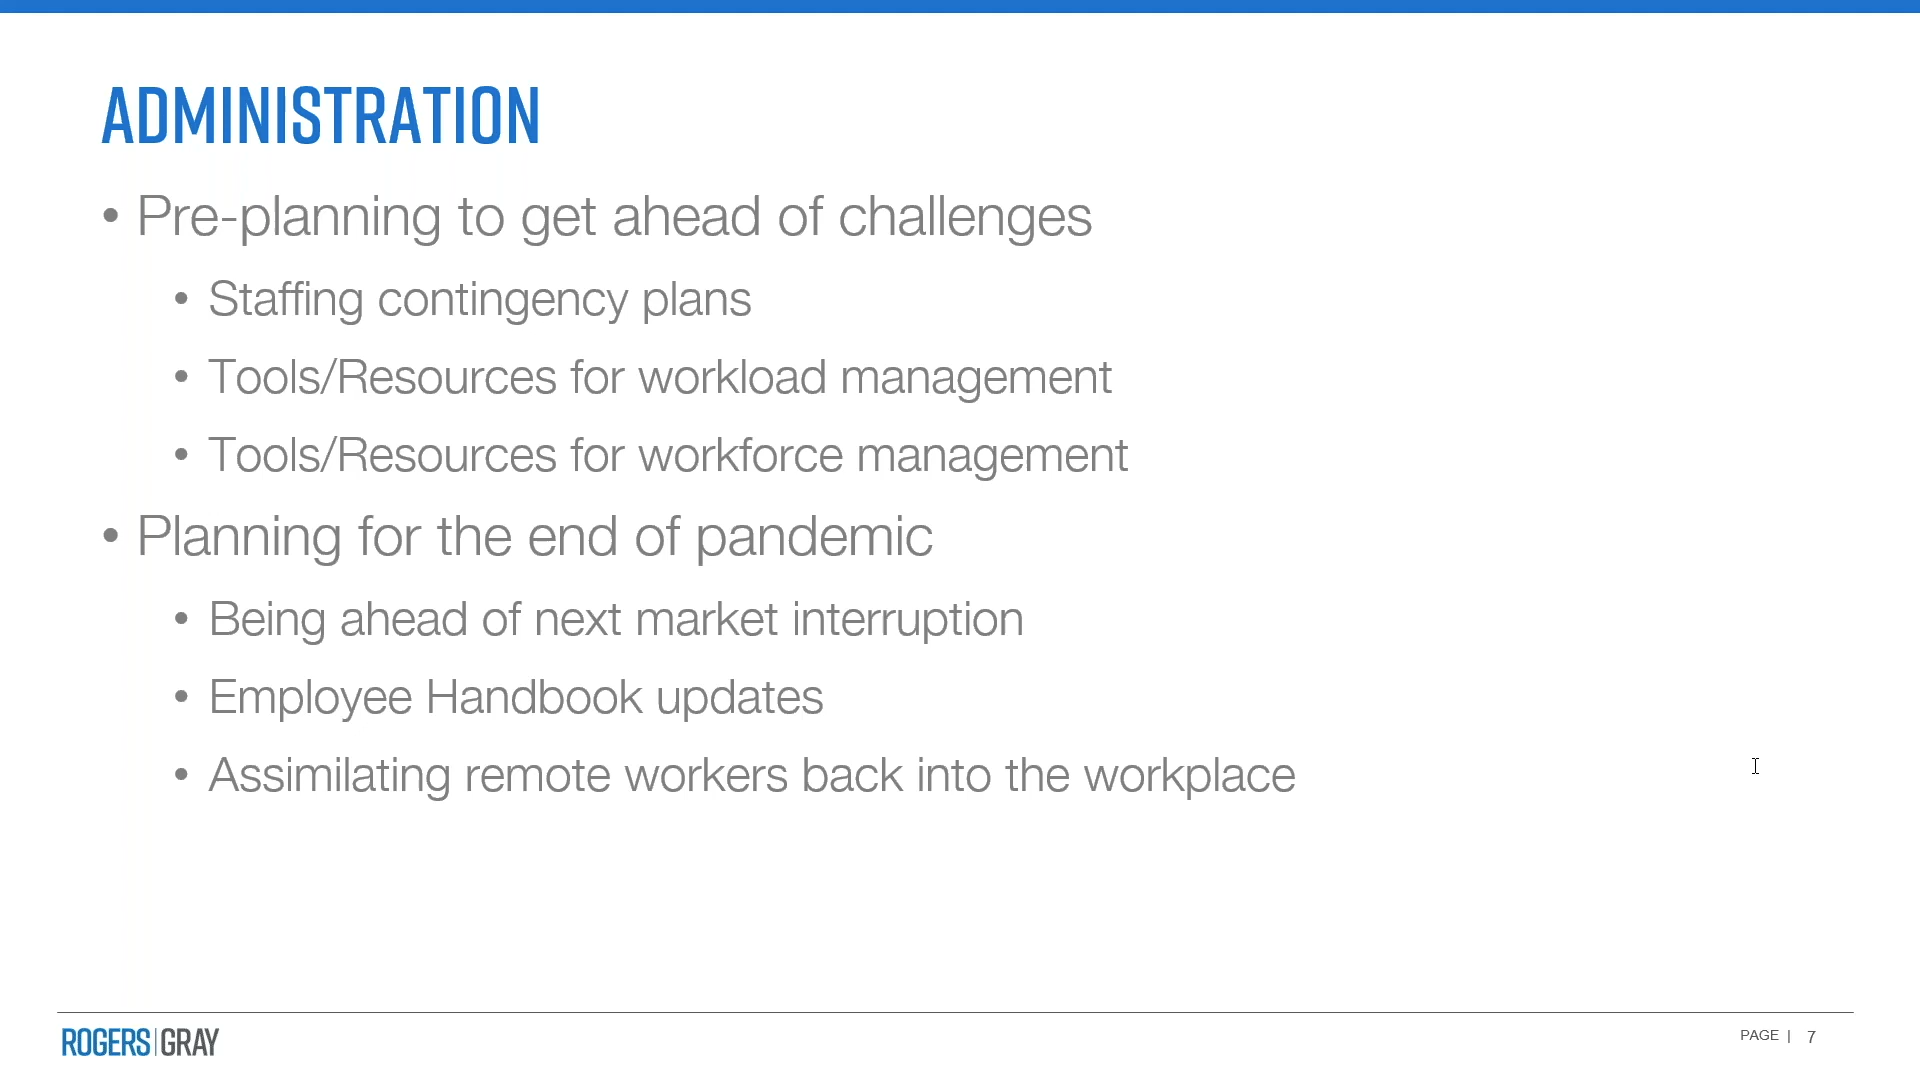 ADMINISTRATION
• Pre-planning to get ahead of challenges
• Staffing contingency plans
• Tools/Resources for workload management
• Tools/Resources for workforce management
• Planning for the end of pandemic
• Being ahead of next market interruption
• Employee Handbook updates
• Assimilating remote workers back into the workplace
ROGERS|GRAY
PAGE | 7